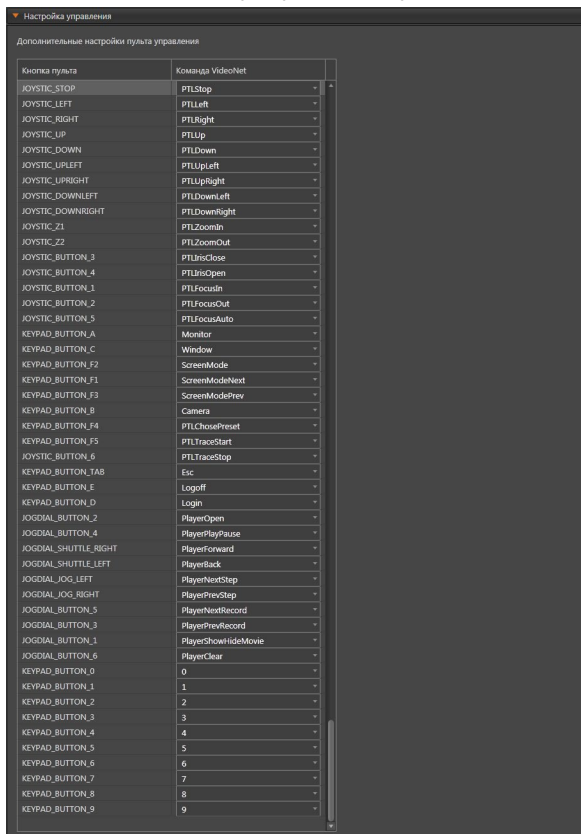 Настройка управления
Дополнительные настройки пульта управления
Кнопка пульта Команда VideoNet
JOYSTIC_STOP PTLStop
JOYSTIC_LEFT PTLLeft
JOYSTIC_RIGHT PTLRight
JOYSTIC_UP PTLUp
JOYSTIC_DOWN PTLDown
JOYSTIC_UPLEFT PTLUpLeft
JOYSTIC_UPRIGHT PTLUpRight
JOYSTIC_DOWNLEFT PTLDownLeft
JOYSTIC_DOWNRIGHT PTLDownRight
JOYSTIC_Z1 PTLZoomIn
JOYSTIC_Z2 PTLZoomOut
JOYSTIC_BUTTON_3 PTLIrisClose
JOYSTIC_BUTTON_4 PTLIrisOpen
JOYSTIC_BUTTON_1 PTLFocusIn
JOYSTIC_BUTTON_2 PTLFocusOut
JOYSTIC_BUTTON_5 PTLFocusAuto
KEYPAD_BUTTON_A Monitor
KEYPAD_BUTTON_C Window
KEYPAD_BUTTON_F2 ScreenMode
KEYPAD_BUTTON_F1 ScreenModeNext
KEYPAD_BUTTON_F3 ScreenModePrev
KEYPAD_BUTTON_B Camera
KEYPAD_BUTTON_F4 PTLChosePreset
KEYPAD_BUTTON_F5 PTLTraceStart
JOYSTIC_BUTTON_6 PTLTraceStop
KEYPAD_BUTTON_TAB Esc
KEYPAD_BUTTON_E Logoff
KEYPAD_BUTTON_D Login
JOGDIAL_BUTTON_2 PlayerOpen
JOGDIAL_BUTTON_4 PlayerPlayPause
JOGDIAL_SHUTTLE_RIGHT PlayerForward
JOGDIAL_SHUTTLE_LEFT PlayerBack
JOGDIAL_JOG_LEFT PlayerNextStep
JOGDIAL_JOG_RIGHT PlayerPrevStep
JOGDIAL_BUTTON_5 PlayerNextRecord
JOGDIAL_BUTTON_3 PlayerPrevRecord
JOGDIAL_BUTTON_1 PlayerShowHideMovie
JOGDIAL_BUTTON_6 PlayerClear
KEYPAD_BUTTON_0 0
KEYPAD_BUTTON_1 1
KEYPAD_BUTTON_2 2
KEYPAD_BUTTON_3 3
KEYPAD_BUTTON_4 4
KEYPAD_BUTTON_5 5
KEYPAD_BUTTON_6 6
KEYPAD_BUTTON_7 7
KEYPAD_BUTTON_8 8
KEYPAD_BUTTON_9 9